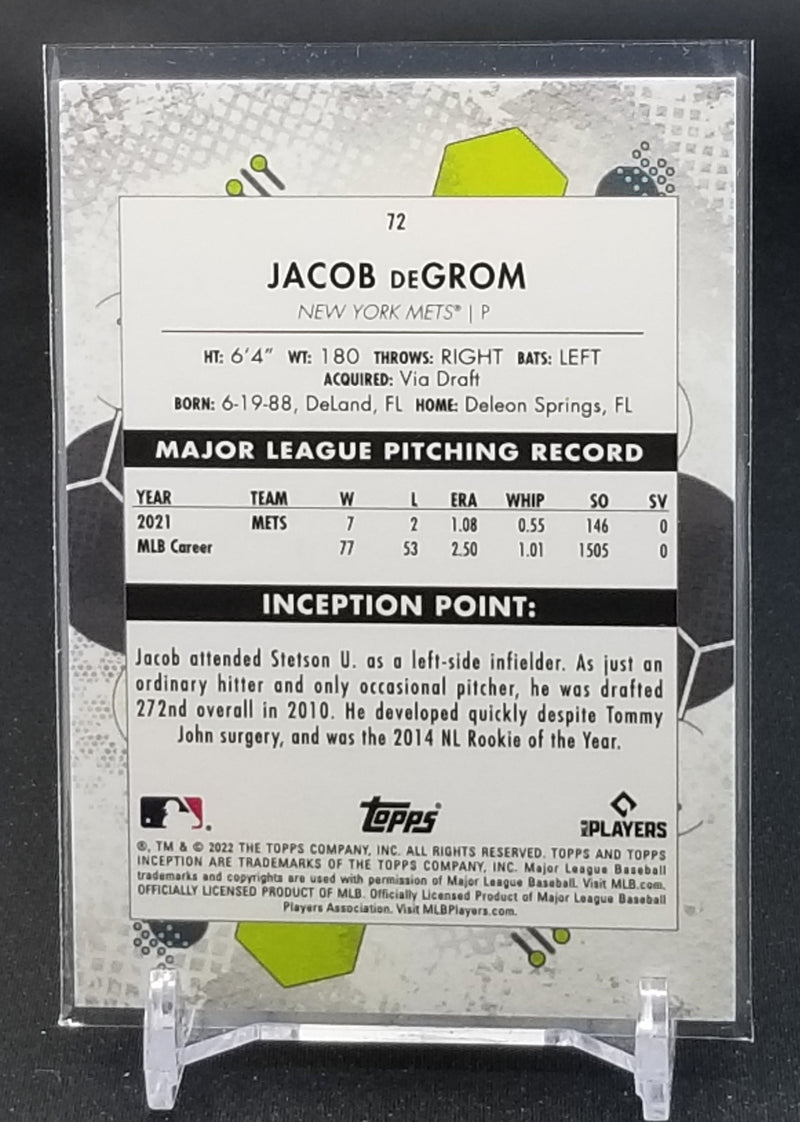 72
JACOB DEGROM
NEW YORK METS® | P
HT: 6'4" WT: 180 THROWS: RIGHT BATS: LEFT
ACQUIRED: Via Draft
BORN: 6-19-88, DeLand, FL HOME: Deleon Springs, FL
MAJOR LEAGUE PITCHING RECORD
YEAR TEAM W L ERA WHIP SO SV
2021 METS 7 2 1.08 0.55 146 0
MLB Career 77 53 2.50 1.01 1505 0
INCEPTION POINT:
Jacob attended Stetson U. as a left-side infielder. As just an
ordinary hitter and only occasional pitcher, he was drafted
272nd overall in 2010. He developed quickly despite Tommy
John surgery, and was the 2014 NL Rookie of the Year.
Topps®
MLB PLAYERS
®, TM & © 2022 THE TOPPS COMPANY, INC. ALL RIGHTS RESERVED. TOPPS AND TOPPS
INCEPTION ARE TRADEMARKS OF THE TOPPS COMPANY, INC. Major League Baseball
trademarks and copyrights are used with permission of Major League Baseball. Visit MLB.com.
OFFICIALLY LICENSED PRODUCT OF MLB. Officially Licensed Product of Major League Baseball
Players Association. Visit MLBPlayers.com.